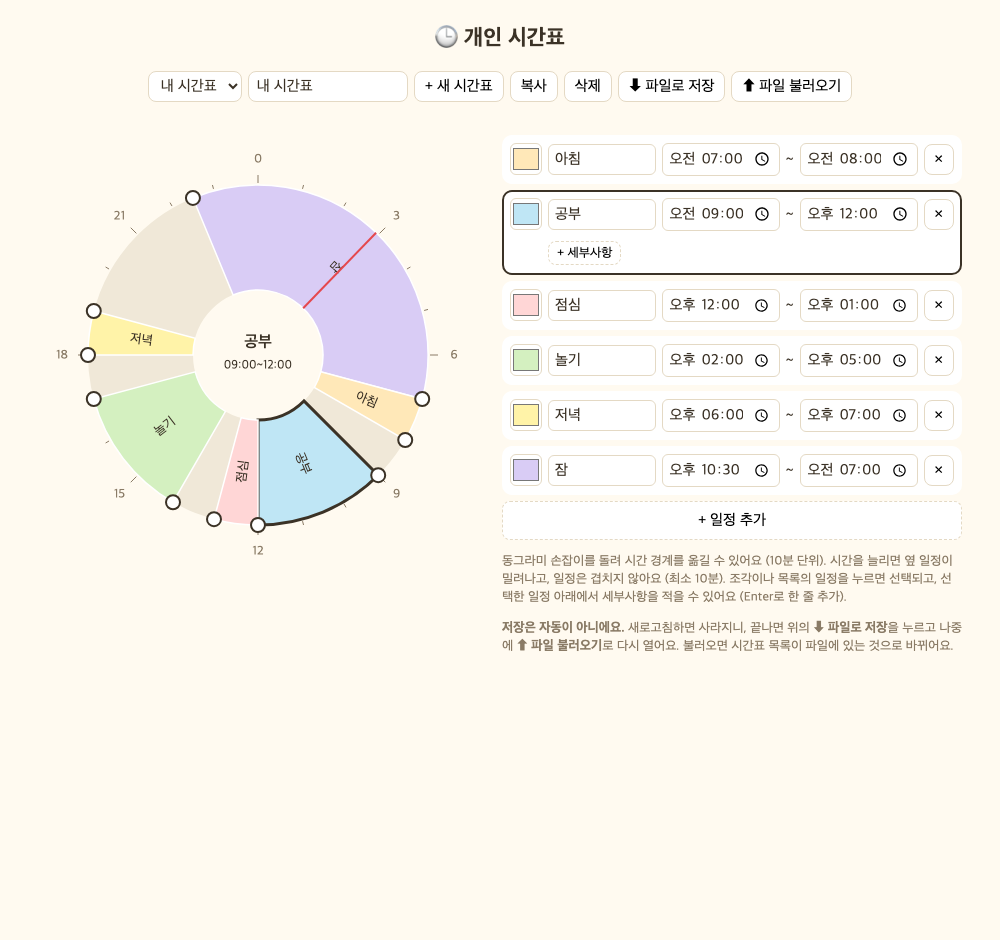 개인 시간표
내 시간표
내 시간표
+ 새 시간표
복사
삭제
⬇ 파일로 저장
⬆ 파일 불러오기
0
3
6
9
12
15
18
21
잠
아침
공부
점심
놀기
저녁
공부
09:00~12:00
아침 오전 07:00 ~ 오전 08:00 ×
공부 오전 09:00 ~ 오후 12:00 ×
+ 세부사항
점심 오후 12:00 ~ 오후 01:00 ×
놀기 오후 02:00 ~ 오후 05:00 ×
저녁 오후 06:00 ~ 오후 07:00 ×
잠 오후 10:30 ~ 오전 07:00 ×
+ 일정 추가
동그라미 손잡이를 돌려 시간 경계를 옮길 수 있어요 (10분 단위). 시간을 늘리면 옆 일정이
밀려나고, 일정은 겹치지 않아요 (최소 10분). 조각이나 목록의 일정을 누르면 선택되고, 선
택한 일정 아래에서 세부사항을 적을 수 있어요 (Enter로 한 줄 추가).
저장은 자동이 아니에요. 새로고침하면 사라지니, 끝나면 위의 ⬇ 파일로 저장을 누르고 나중
에 ⬆ 파일 불러오기로 다시 열어요. 불러오면 시간표 목록이 파일에 있는 것으로 바뀌어요.